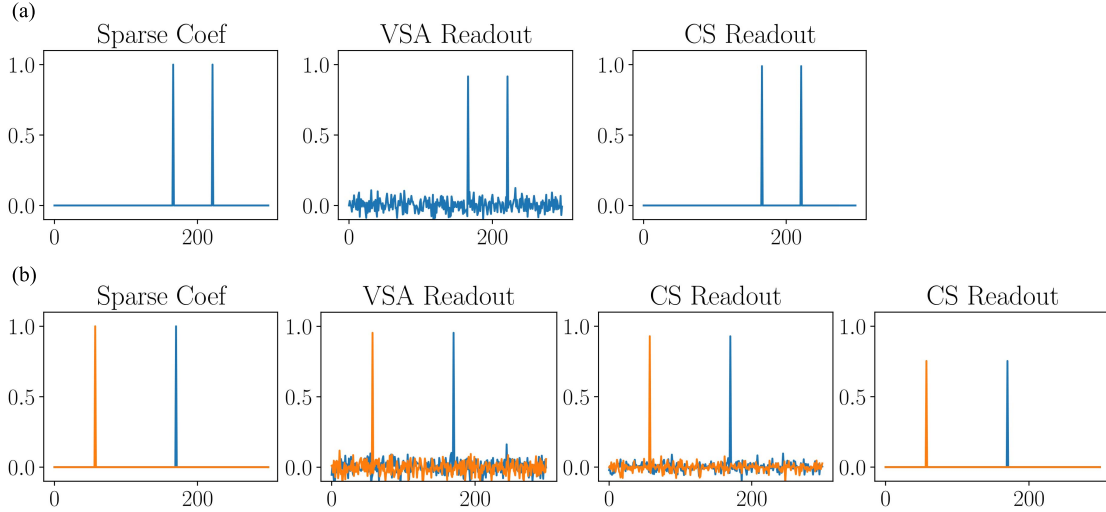 (a)
Sparse Coef VSA Readout CS Readout
1.0 1.0 1.0
0.5 0.5 0.5
0.0 0.0 0.0
0 200 0 200 0 200
(b)
Sparse Coef VSA Readout CS Readout CS Readout
1.0 1.0 1.0 1.0
0.5 0.5 0.5 0.5
0.0 0.0 0.0 0.0
0 200 0 200 0 200 0 200